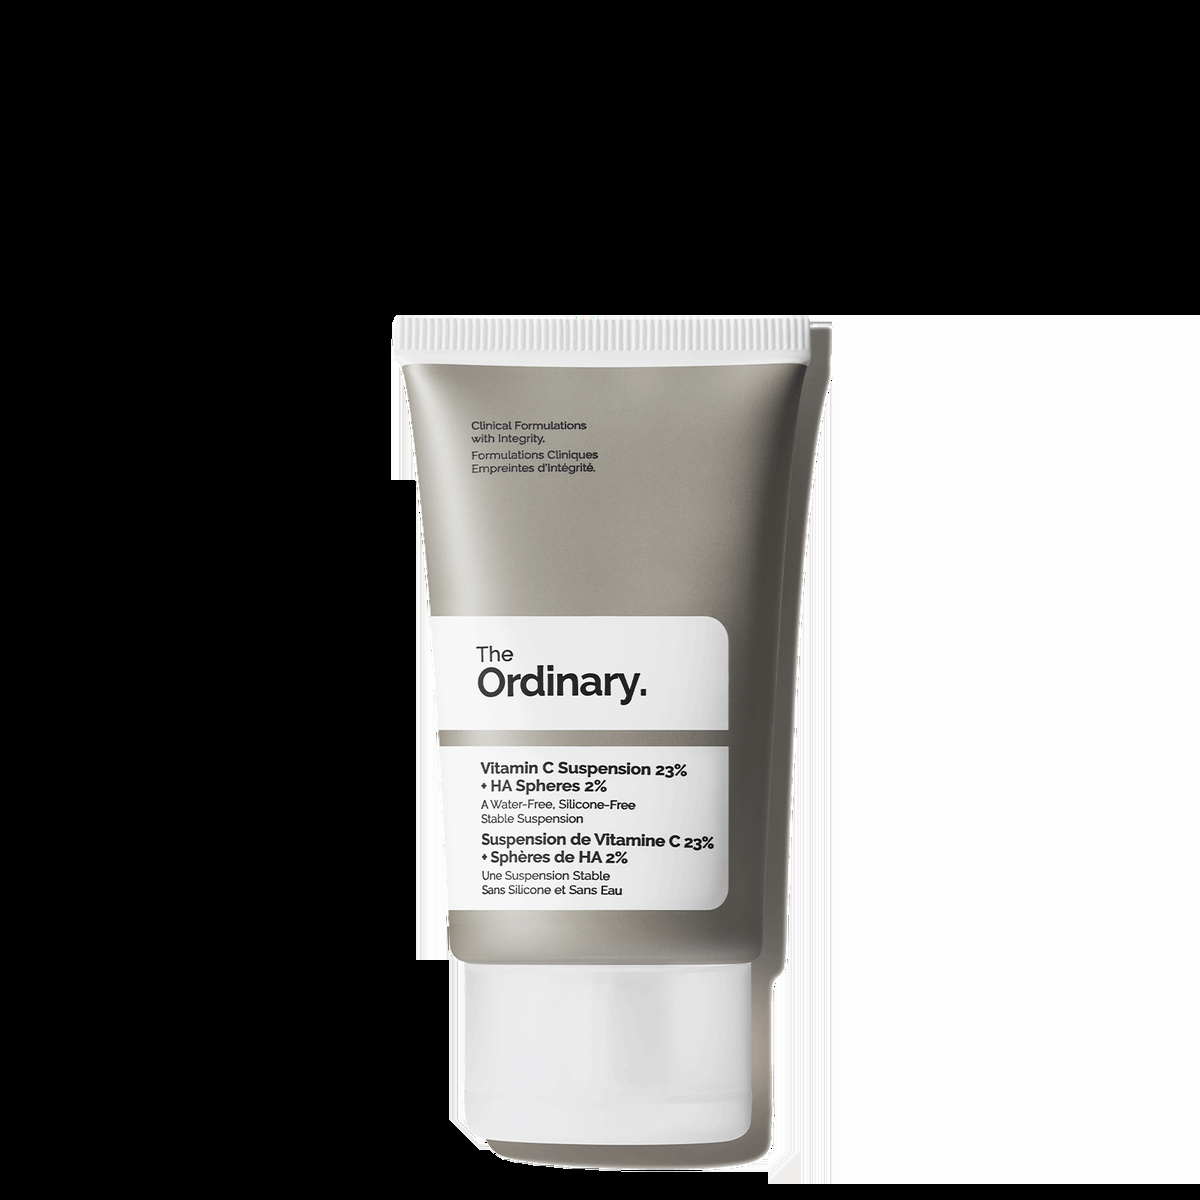 Clinical Formulations
with Integrity.
Formulations Cliniques
Empreintes d'Intégrité.
The
Ordinary.
Vitamin C Suspension 23%
+ HA Spheres 2%
A Water-Free, Silicone-Free
Stable Suspension
Suspension de Vitamine C 23%
+ Sphères de HA 2%
Une Suspension Stable
Sans Silicone et Sans Eau